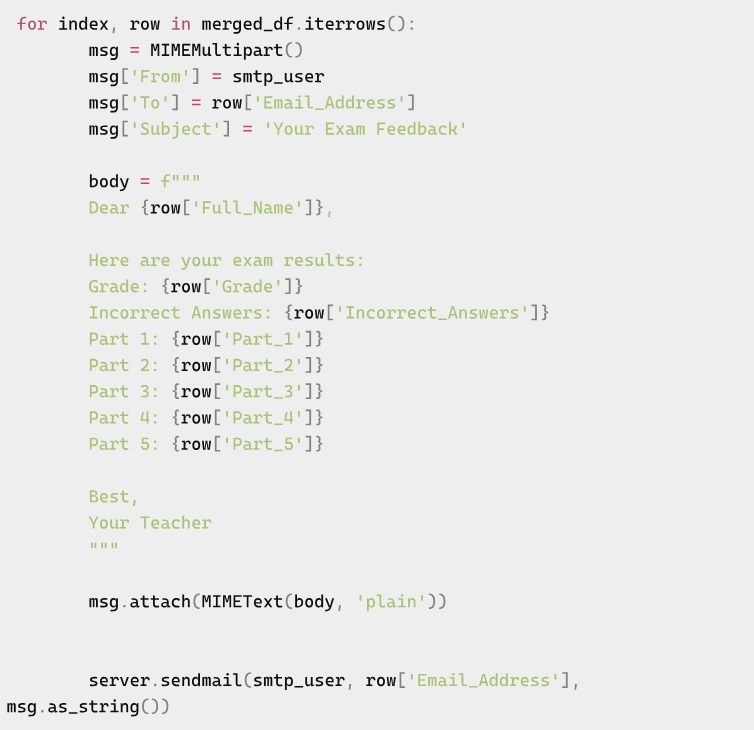 for index, row in merged_df.iterrows():
        msg = MIMEMultipart()
        msg['From'] = smtp_user
        msg['To'] = row['Email_Address']
        msg['Subject'] = 'Your Exam Feedback'

        body = f"""
        Dear {row['Full_Name']},

        Here are your exam results:
        Grade: {row['Grade']}
        Incorrect Answers: {row['Incorrect_Answers']}
        Part 1: {row['Part_1']}
        Part 2: {row['Part_2']}
        Part 3: {row['Part_3']}
        Part 4: {row['Part_4']}
        Part 5: {row['Part_5']}

        Best,
        Your Teacher
        """

        msg.attach(MIMEText(body, 'plain'))


        server.sendmail(smtp_user, row['Email_Address'],
msg.as_string())